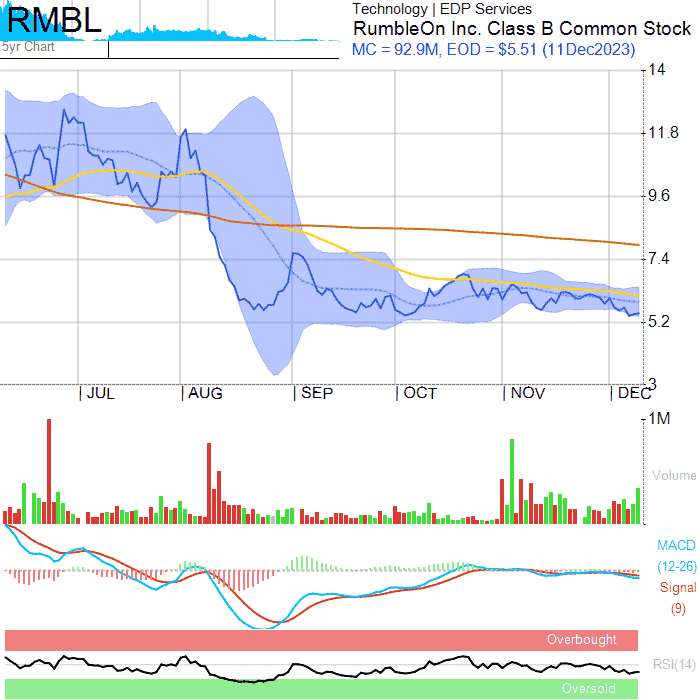 RMBL
5yr Chart
Technology | EDP Services
RumbleOn Inc. Class B Common Stock
MC = 92.9M, EOD = $5.51 (11Dec2023)
14
11.8
9.6
7.4
5.2
3
JUL
AUG
SEP
OCT
NOV
DEC
1M
Volume
MACD
(12-26)
Signal
(9)
Overbought
RSI(14)
Oversold